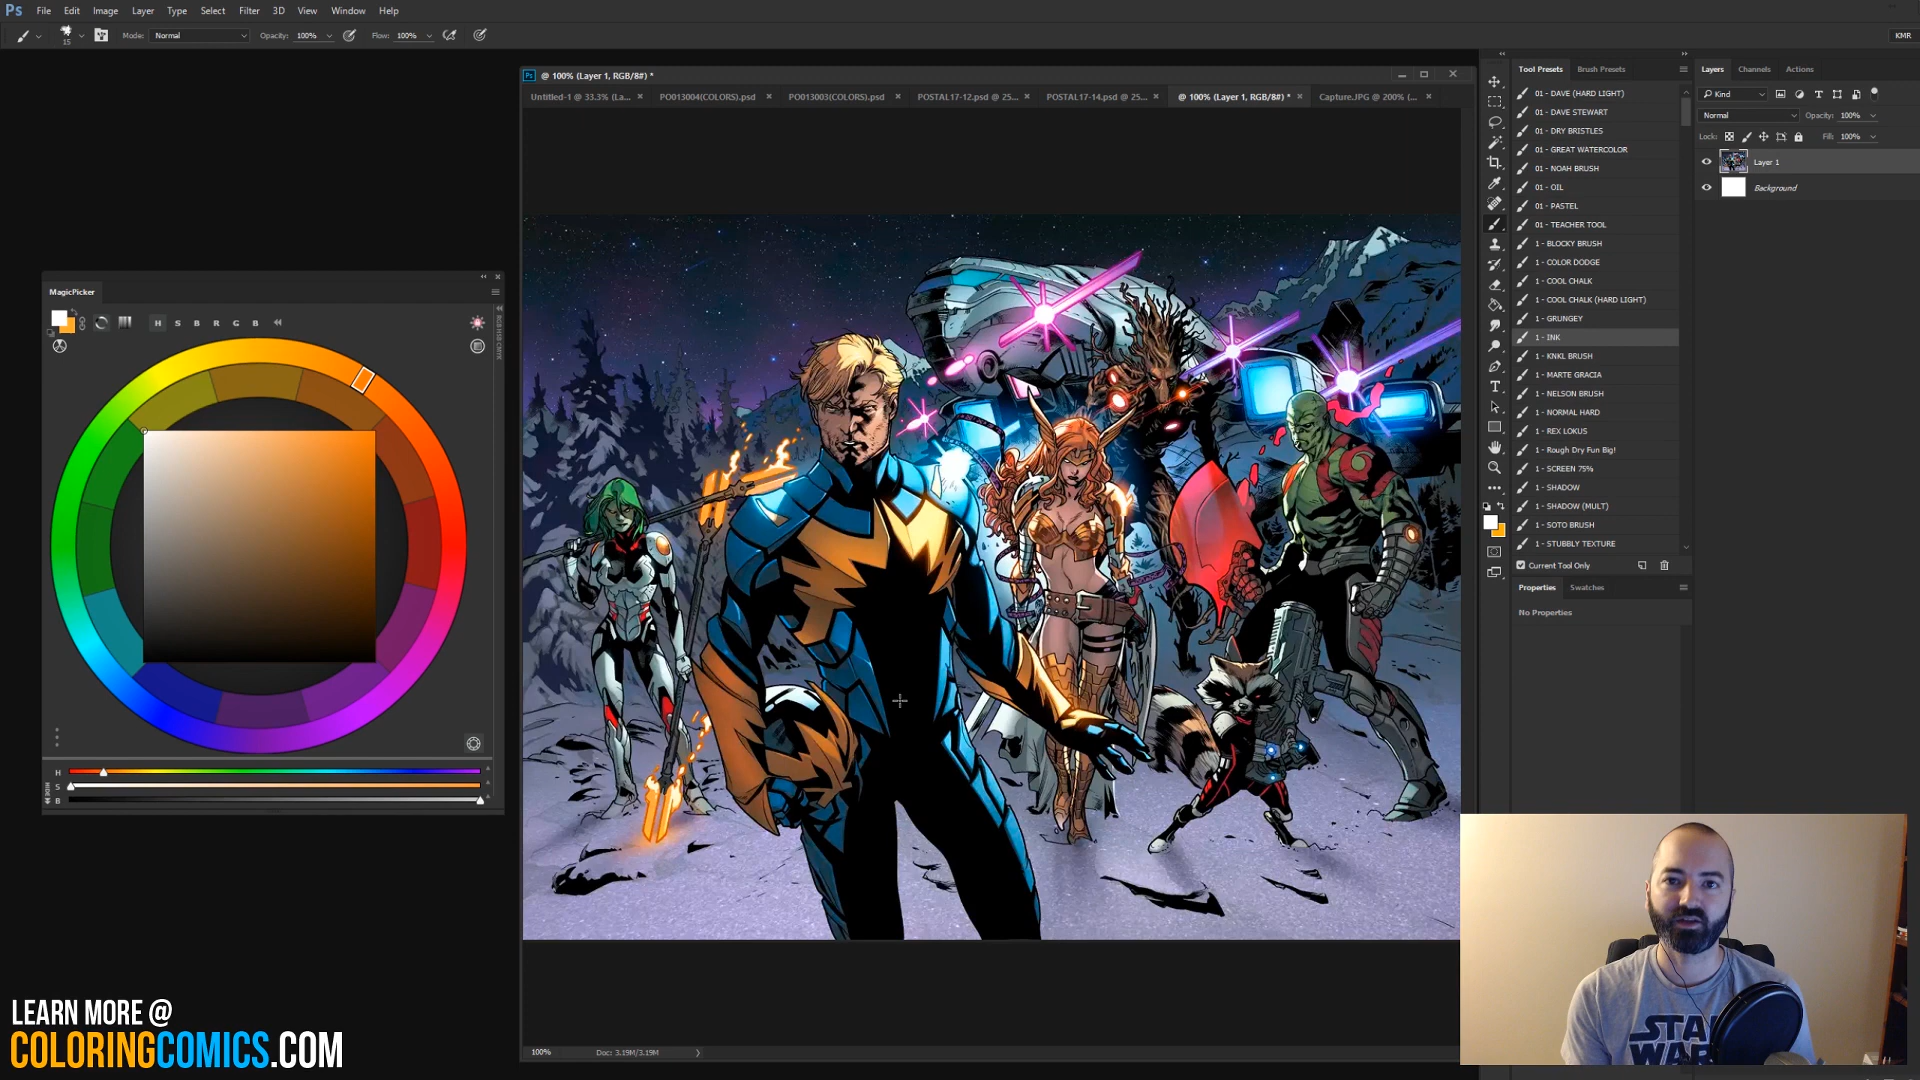 Ps File Edit Image Layer Type Select Filter 3D View Window Help
15 Mode: Normal Opacity: 100% Flow: 100% KMR
Ps @ 100% (Layer 1, RGB/8#) *
Untitled-1 @ 33.3% (La... × PO013004(COLORS).psd × PO013003(COLORS).psd × POSTAL17-12.psd @ 25... × POSTAL17-14.psd @ 25... × @ 100% (Layer 1, RGB/8#) * × Capture.JPG @ 200% (... ×
MagicPicker
H S B R G B
H
S
B
HIDE
100% Doc: 3.19M/3.19M
Tool Presets Brush Presets
01 - DAVE (HARD LIGHT)
01 - DAVE STEWART
01 - DRY BRISTLES
01 - GREAT WATERCOLOR
01 - NOAH BRUSH
01 - OIL
01 - PASTEL
01 - TEACHER TOOL
1 - BLOCKY BRUSH
1 - COLOR DODGE
1 - COOL CHALK
1 - COOL CHALK (HARD LIGHT)
1 - GRUNGEY
1 - INK
1 - KNKL BRUSH
1 - MARTE GRACIA
1 - NELSON BRUSH
1 - NORMAL HARD
1 - REX LOKUS
1 - Rough Dry Fun Big!
1 - SCREEN 75%
1 - SHADOW
1 - SHADOW (MULT)
1 - SOTO BRUSH
1 - STUBBLY TEXTURE
Current Tool Only
Properties Swatches
No Properties
Layers Channels Actions
Kind
Normal Opacity: 100%
Lock: Fill: 100%
Layer 1
Background
LEARN MORE @
COLORINGCOMICS.COM
STAR
WARS